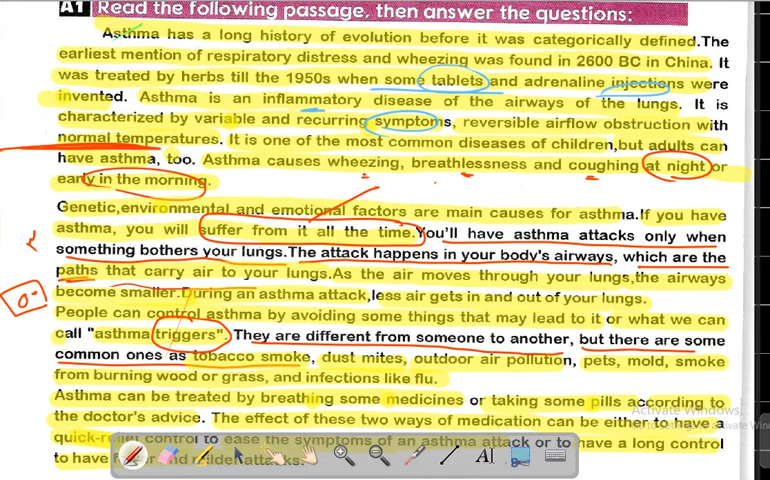 A1 Read the following passage, then answer the questions:
Asthma has a long history of evolution before it was categorically defined.The
earliest mention of respiratory distress and wheezing was found in 2600 BC in China. It
was treated by herbs till the 1950s when some tablets and adrenaline injections were
invented. Asthma is an inflammatory disease of the airways of the lungs. It is
characterized by variable and recurring symptoms, reversible airflow obstruction with
normal temperatures. It is one of the most common diseases of children,but adults can
have asthma, too. Asthma causes wheezing, breathlessness and coughing at night or
early in the morning.
Genetic,environmental and emotional factors are main causes for asthma.If you have
asthma, you will suffer from it all the time.You'll have asthma attacks only when
something bothers your lungs.The attack happens in your body's airways, which are the
paths that carry air to your lungs.As the air moves through your lungs,the airways
become smaller.During an asthma attack,less air gets in and out of your lungs.
People can control asthma by avoiding some things that may lead to it or what we can
call "asthma triggers". They are different from someone to another, but there are some
common ones as tobacco smoke, dust mites, outdoor air pollution, pets, mold, smoke
from burning wood or grass, and infections like flu.
Asthma can be treated by breathing some medicines or taking some pills according to
Activate Windows
the doctor's advice. The effect of these two ways of medication can be either to have a
quick-relief control to ease the symptoms of an asthma attack or to have a long control
to have and milder attacks.